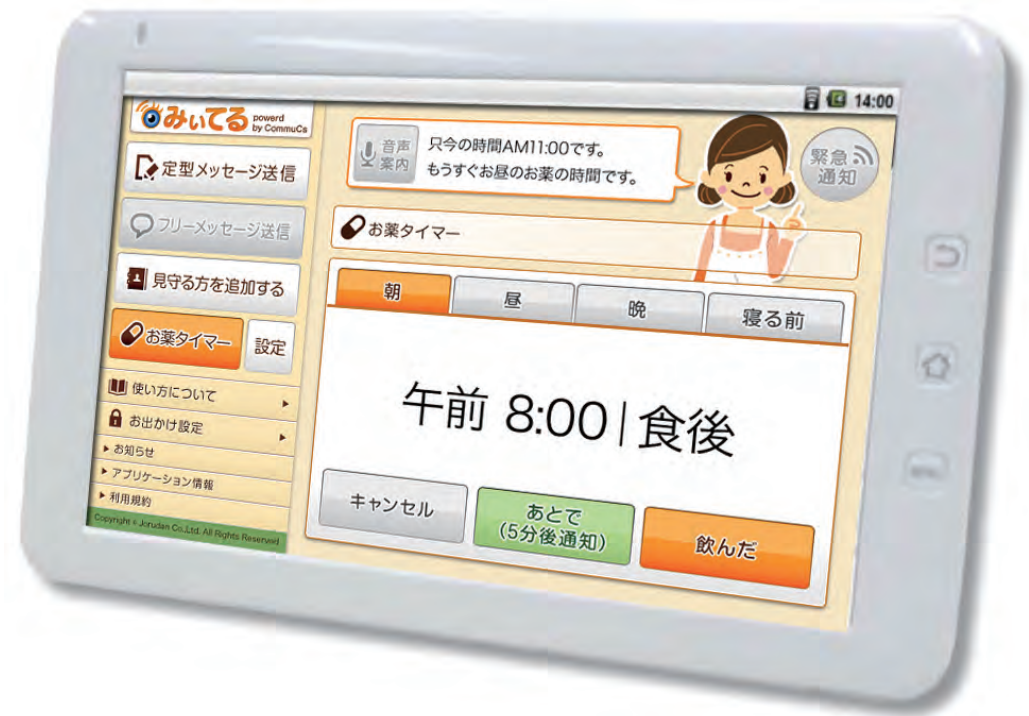 14:00
みぃてる powerd
by CommuCa
定型メッセージ送信
フリーメッセージ送信
見守る方を追加する
お薬タイマー
設定
使い方について
お出かけ設定
お知らせ
アプリケーション情報
利用規約
Copyright © Jorudan Co.,Ltd. All Rights Reserved
音声
案内
只今の時間AM11:00です。
もうすぐお昼のお薬の時間です。
緊急
通知
お薬タイマー
朝
昼
晩
寝る前
午前 8:00|食後
キャンセル
あとで
(5分後通知)
飲んだ